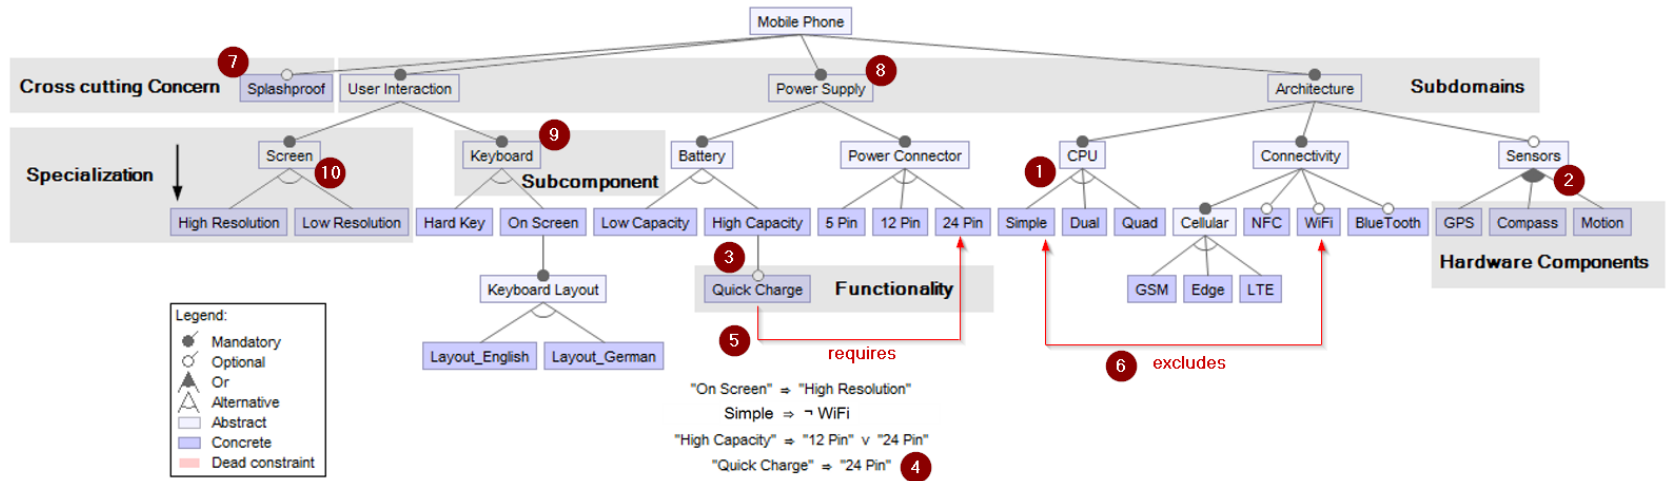 Mobile Phone
7
8
Cross cutting Concern
Splashproof
User Interaction
Power Supply
Architecture
Subdomains
9
Specialization
Screen
10
Keyboard
Subcomponent
Battery
Power Connector
1
CPU
Connectivity
Sensors
2
High Resolution
Low Resolution
Hard Key
On Screen
Low Capacity
High Capacity
5 Pin
12 Pin
24 Pin
Simple
Dual
Quad
Cellular
NFC
WiFi
BlueTooth
GPS
Compass
Motion
Hardware Components
3
Keyboard Layout
Quick Charge
Functionality
GSM
Edge
LTE
Legend:
Mandatory
Optional
Or
Alternative
Abstract
Concrete
Dead constraint
Layout_English
Layout_German
5
requires
6
excludes
"On Screen" ⇒ "High Resolution"
Simple ⇒ ¬ WiFi
"High Capacity" ⇒ "12 Pin" ∨ "24 Pin"
"Quick Charge" ⇒ "24 Pin"
4